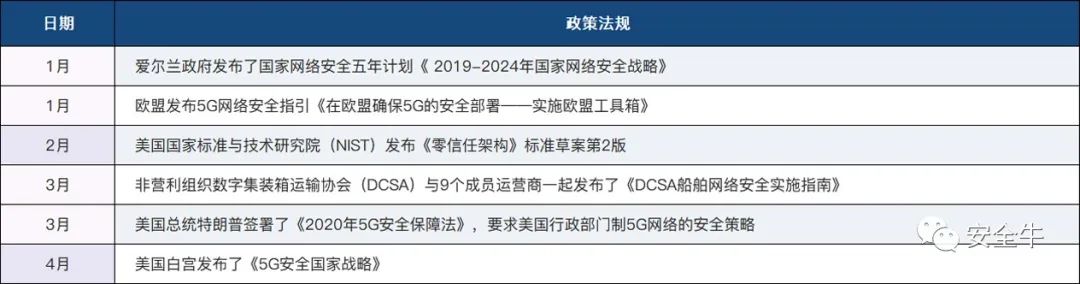 日期 政策法规
1月 爱尔兰政府发布了国家网络安全五年计划《 2019-2024年国家网络安全战略》
1月 欧盟发布5G网络安全指引《在欧盟确保5G的安全部署——实施欧盟工具箱》
2月 美国国家标准与技术研究院（NIST）发布《零信任架构》标准草案第2版
3月 非营利组织数字集装箱运输协会（DCSA）与9个成员运营商一起发布了《DCSA船舶网络安全实施指南》
3月 美国总统特朗普签署了《2020年5G安全保障法》，要求美国行政部门制5G网络的安全策略
4月 美国白宫发布了《5G安全国家战略》
安全牛